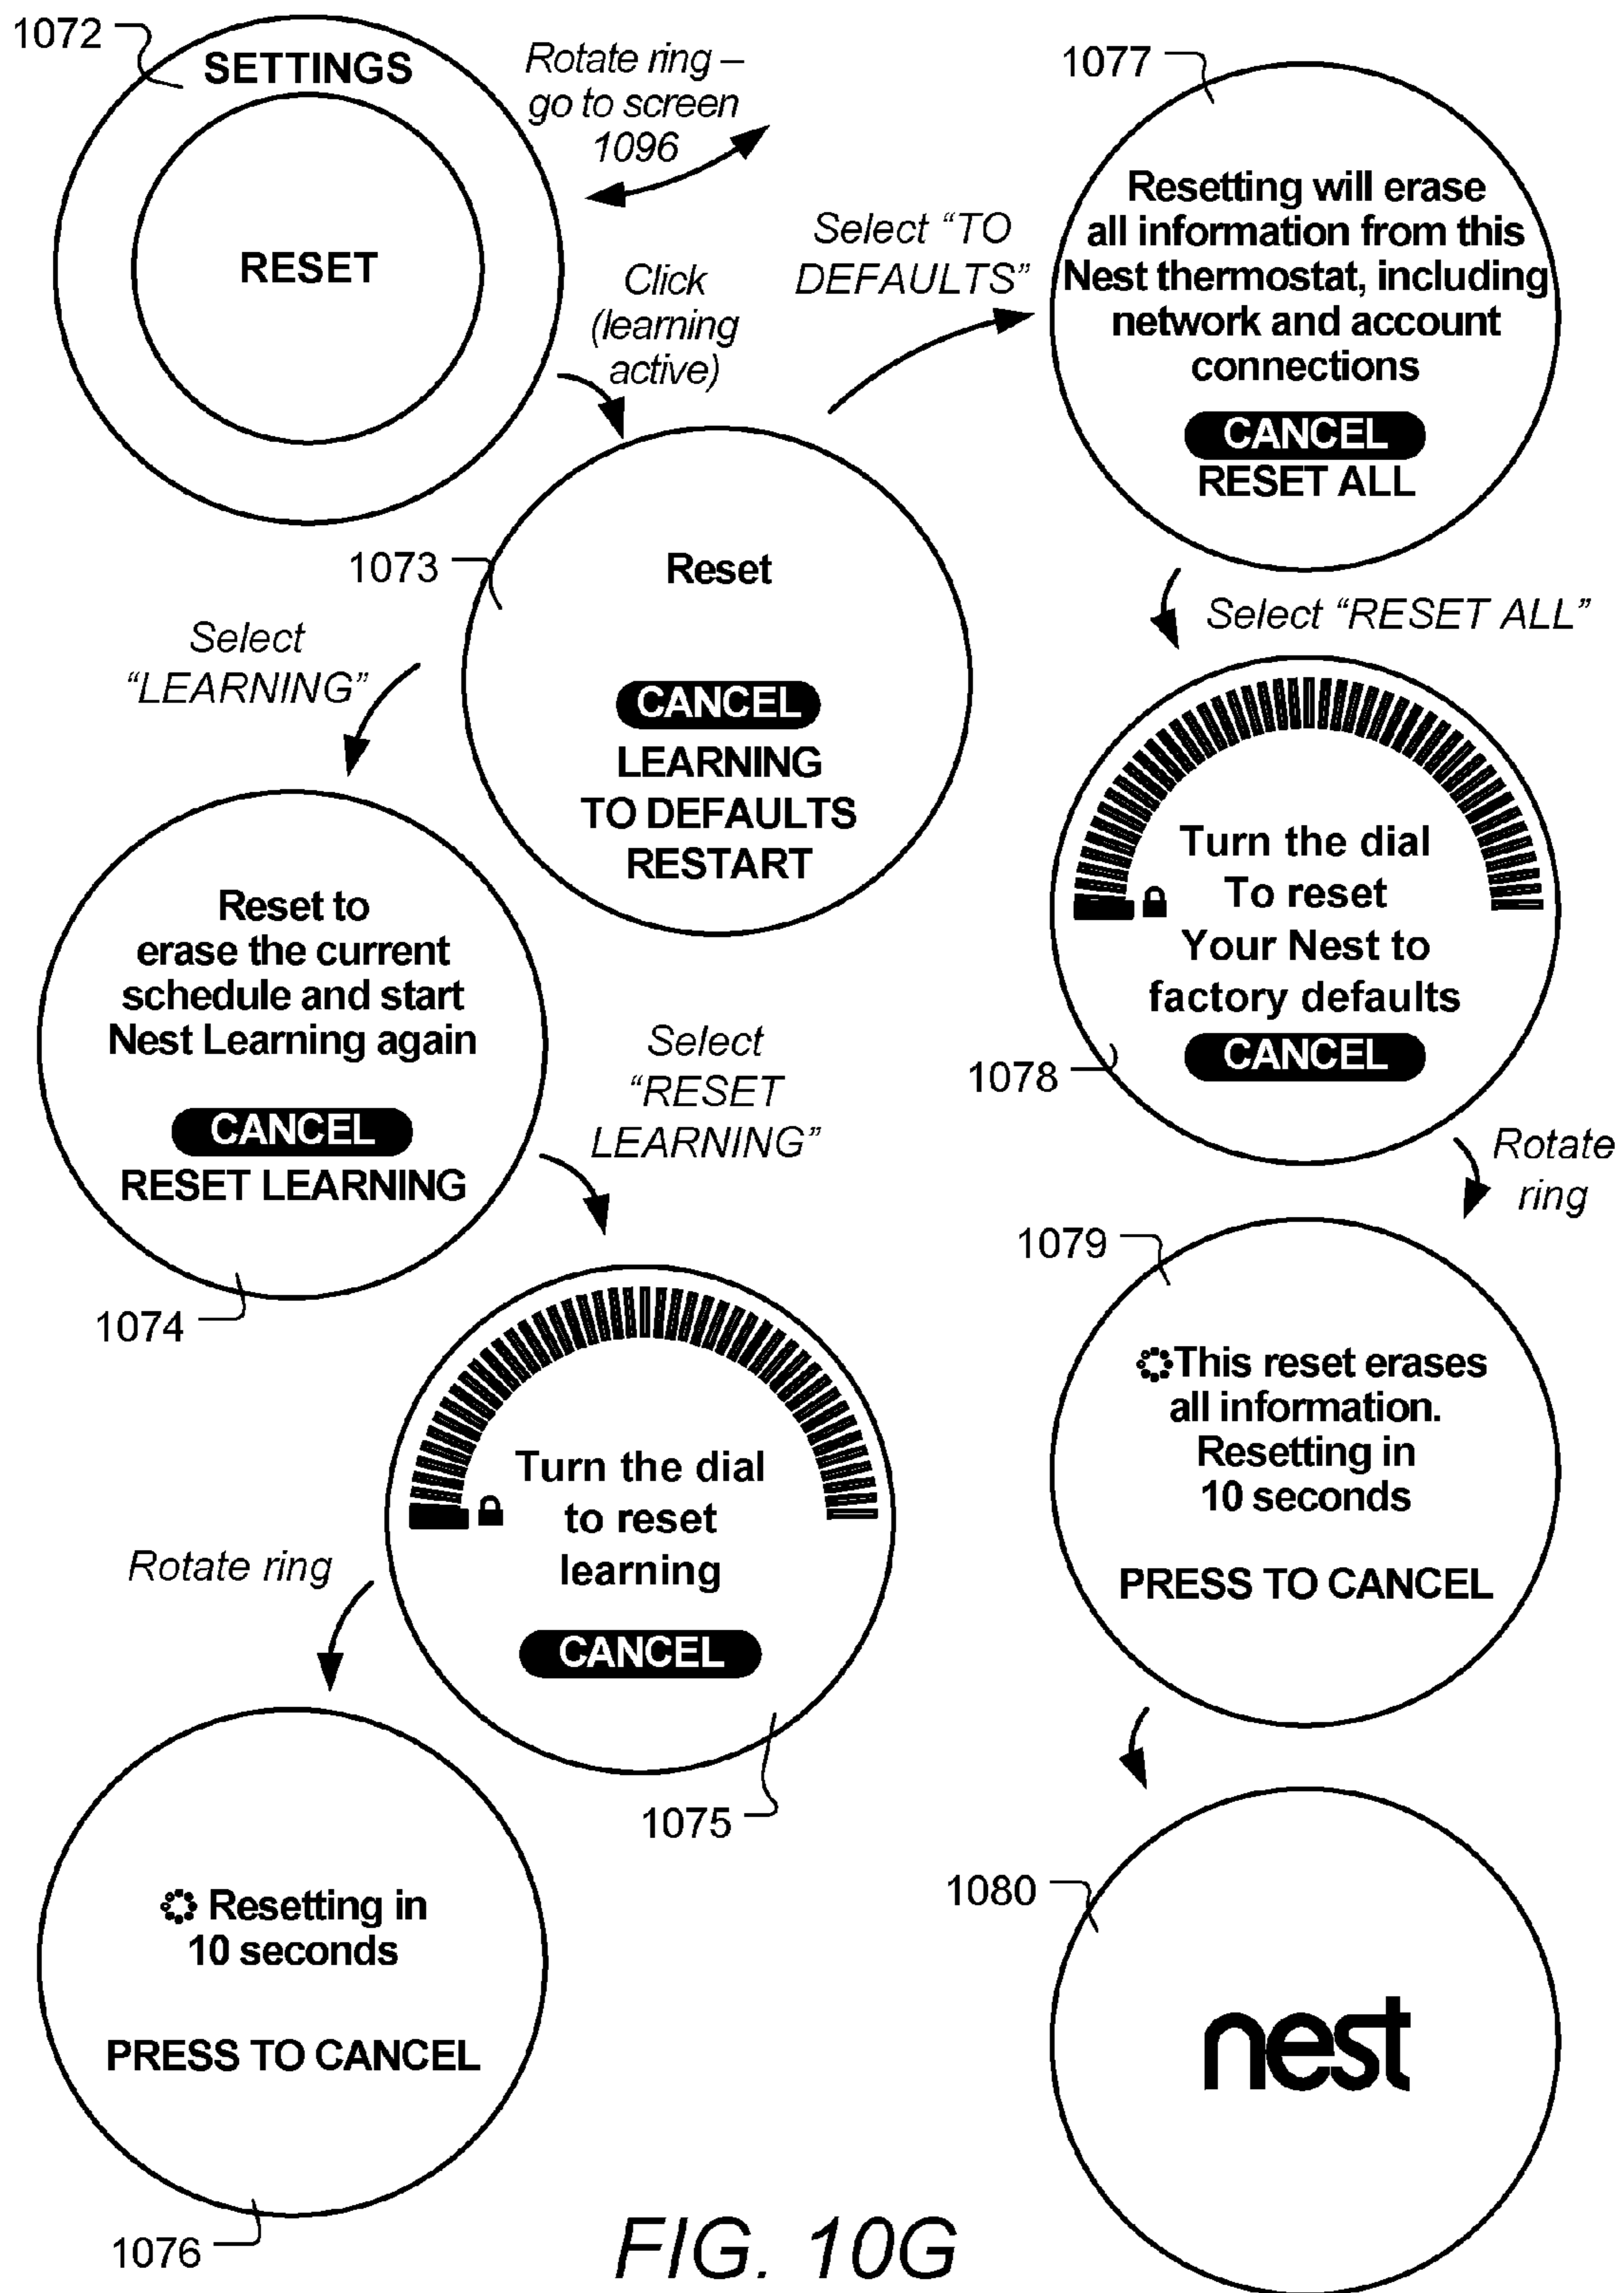 1072
SETTINGS
RESET
Rotate ring –
go to screen
1096
Click
(learning
active)
1073
Reset
CANCEL
LEARNING
TO DEFAULTS
RESTART
Select
“LEARNING”
Reset to
erase the current
schedule and start
Nest Learning again
CANCEL
RESET LEARNING
1074
Select
“RESET
LEARNING”
Turn the dial
to reset
learning
CANCEL
1075
Rotate ring
Resetting in
10 seconds
PRESS TO CANCEL
1076
Select “TO
DEFAULTS”
1077
Resetting will erase
all information from this
Nest thermostat, including
network and account
connections
CANCEL
RESET ALL
Select “RESET ALL”
Turn the dial
To reset
Your Nest to
factory defaults
CANCEL
1078
Rotate
ring
1079
This reset erases
all information.
Resetting in
10 seconds
PRESS TO CANCEL
1080
nest
FIG. 10G